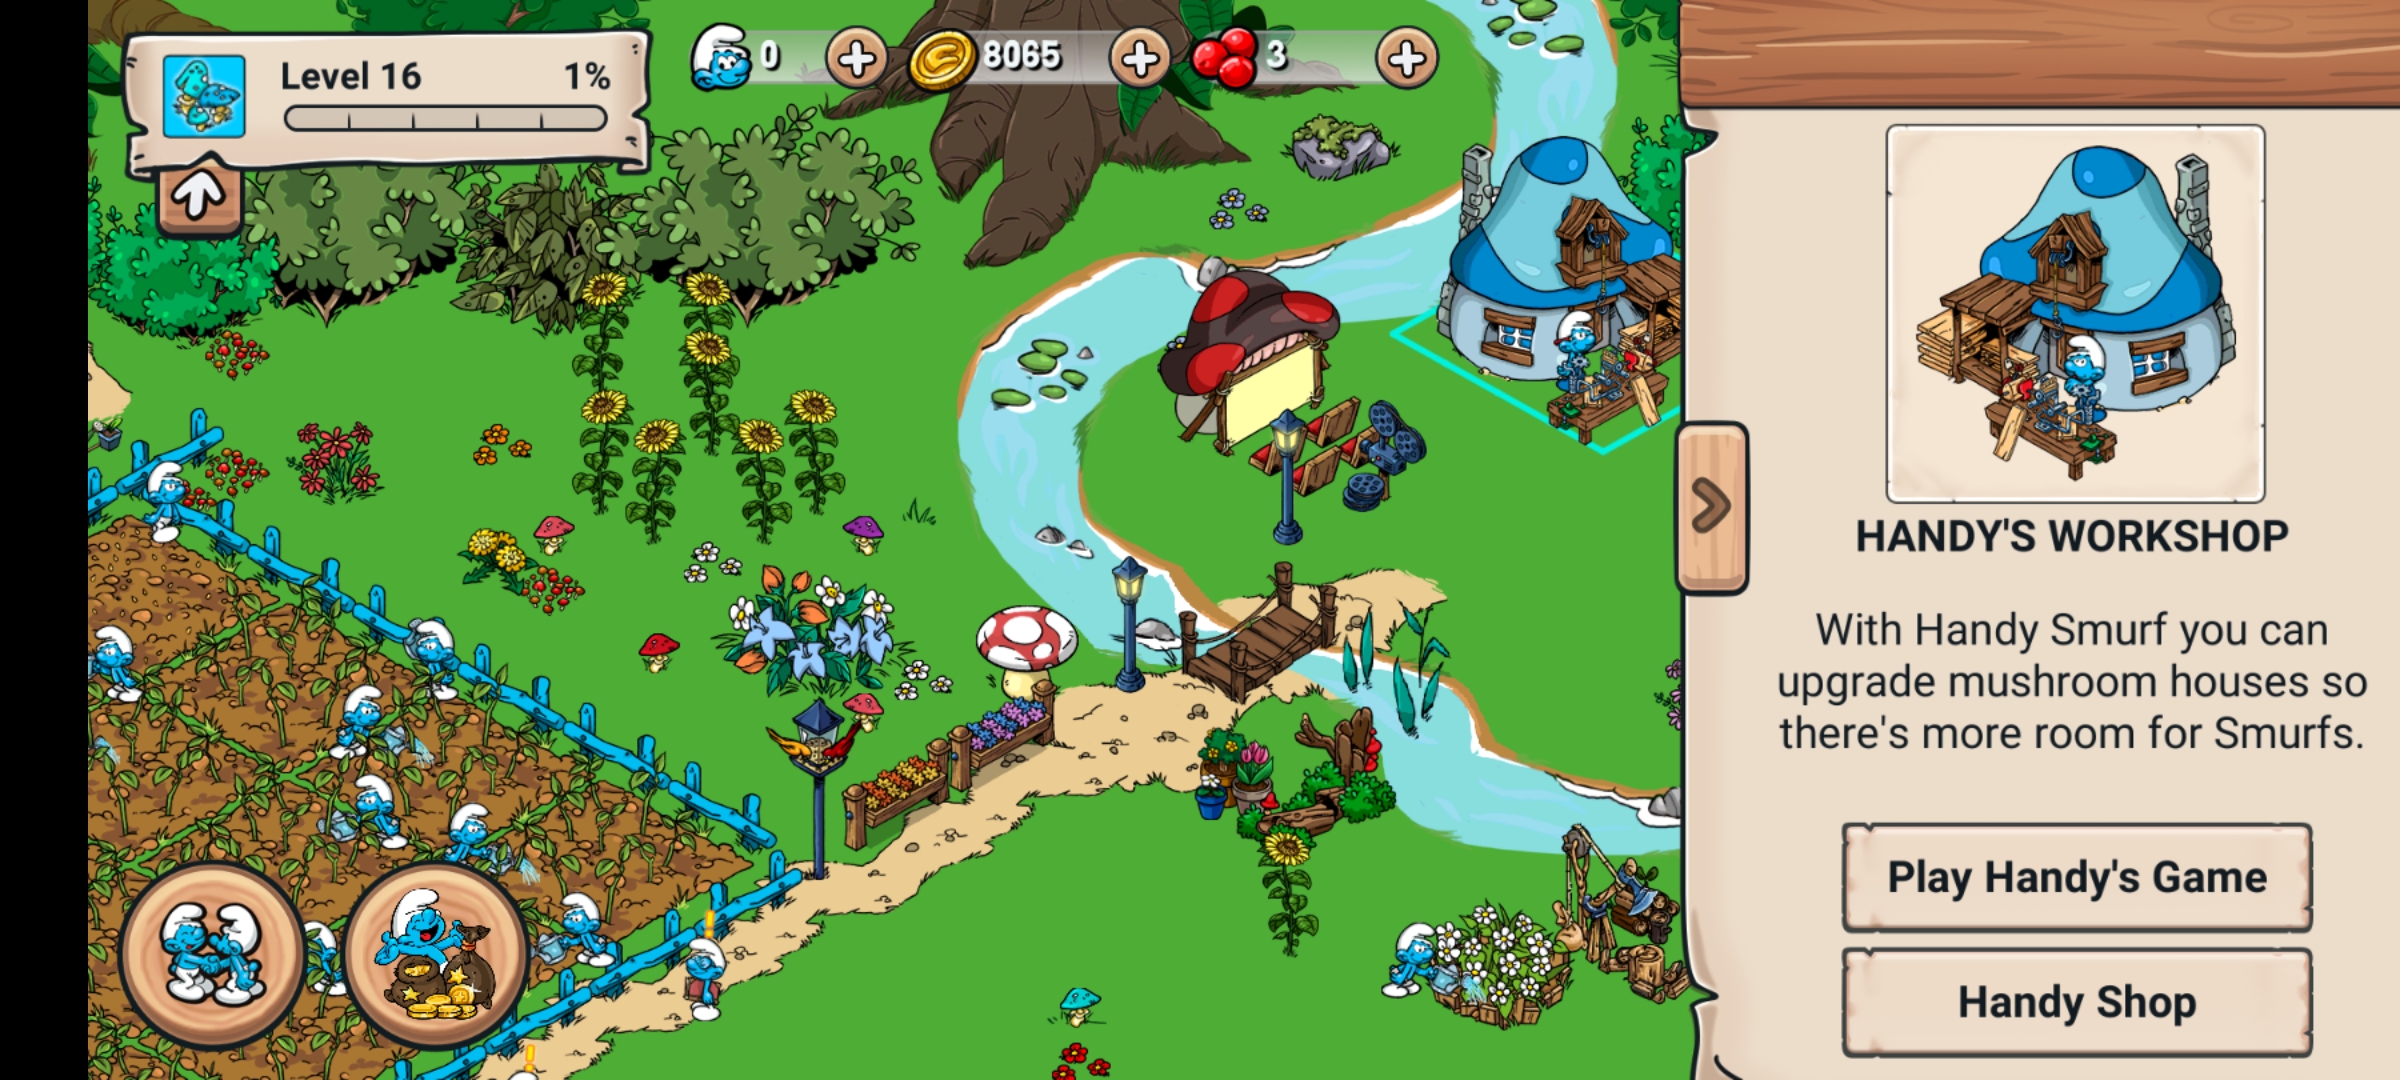 Level 16 1%
0 8065 3
HANDY'S WORKSHOP
With Handy Smurf you can
upgrade mushroom houses so
there's more room for Smurfs.
Play Handy's Game
Handy Shop